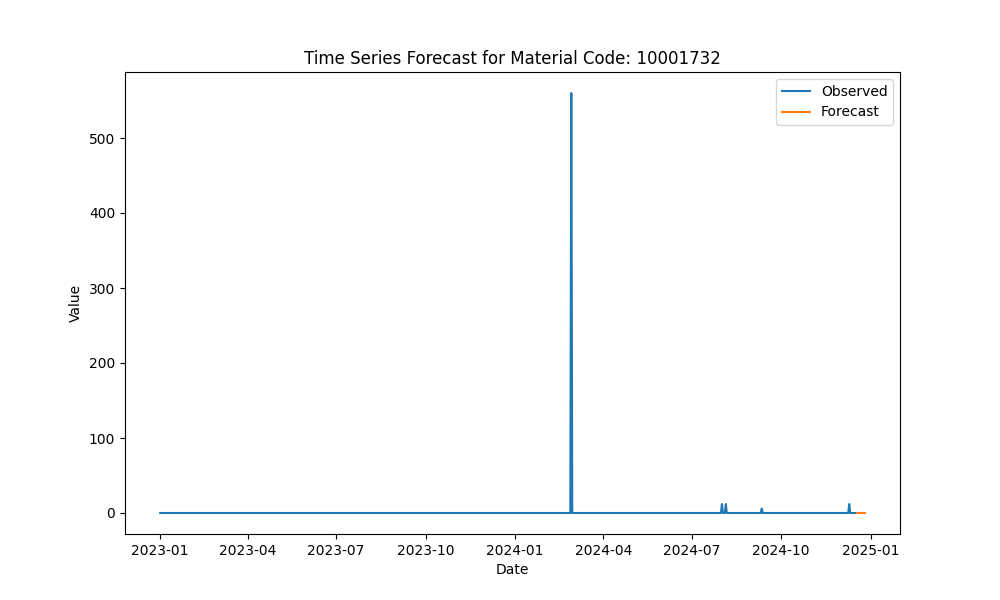 Time Series Forecast for Material Code: 10001732
Observed
Forecast
500
400
300
200
100
0
Value
2023-01 2023-04 2023-07 2023-10 2024-01 2024-04 2024-07 2024-10 2025-01
Date